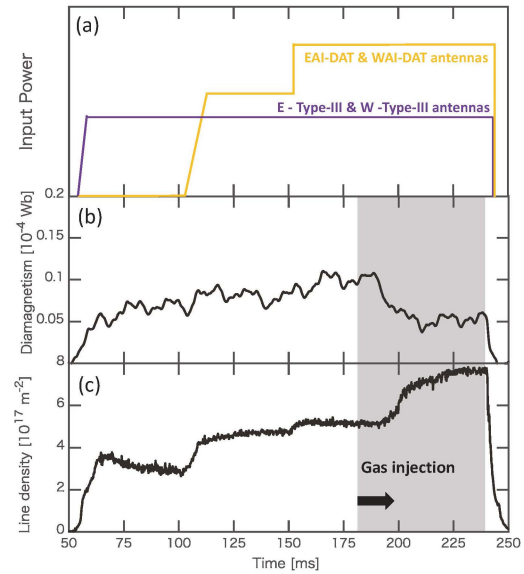 (a)
EAI-DAT & WAI-DAT antennas
E - Type-III & W -Type-III antennas
Input Power
0.2
(b)
0.15
0.1
0.05
8
Diamagnetism [10⁻⁴ Wb]
(c)
6
4
2
0
Line density [10¹⁷ m⁻²]
Gas injection
50 75 100 125 150 175 200 225 250
Time [ms]